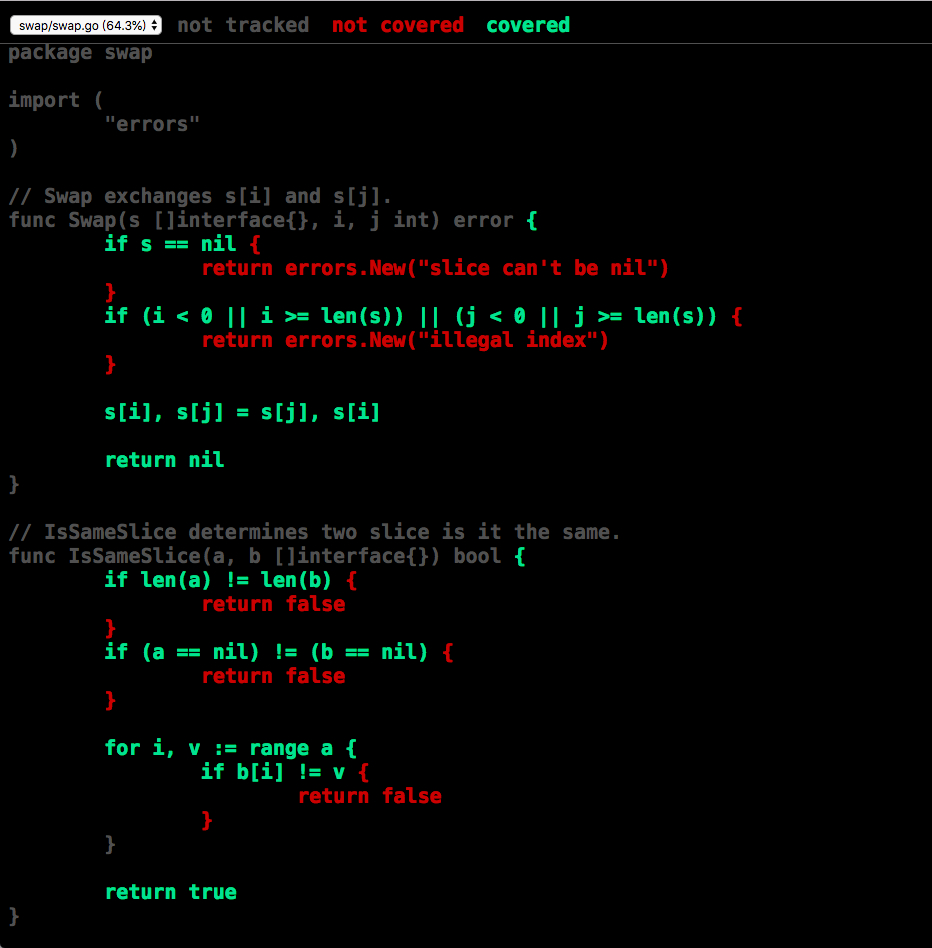 swap/swap.go (64.3%) not tracked not covered covered
package swap
import (
"errors"
)
// Swap exchanges s[i] and s[j].
func Swap(s []interface{}, i, j int) error {
if s == nil {
return errors.New("slice can't be nil")
}
if (i < 0 || i >= len(s)) || (j < 0 || j >= len(s)) {
return errors.New("illegal index")
}
s[i], s[j] = s[j], s[i]
return nil
}
// IsSameSlice determines two slice is it the same.
func IsSameSlice(a, b []interface{}) bool {
if len(a) != len(b) {
return false
}
if (a == nil) != (b == nil) {
return false
}
for i, v := range a {
if b[i] != v {
return false
}
}
return true
}